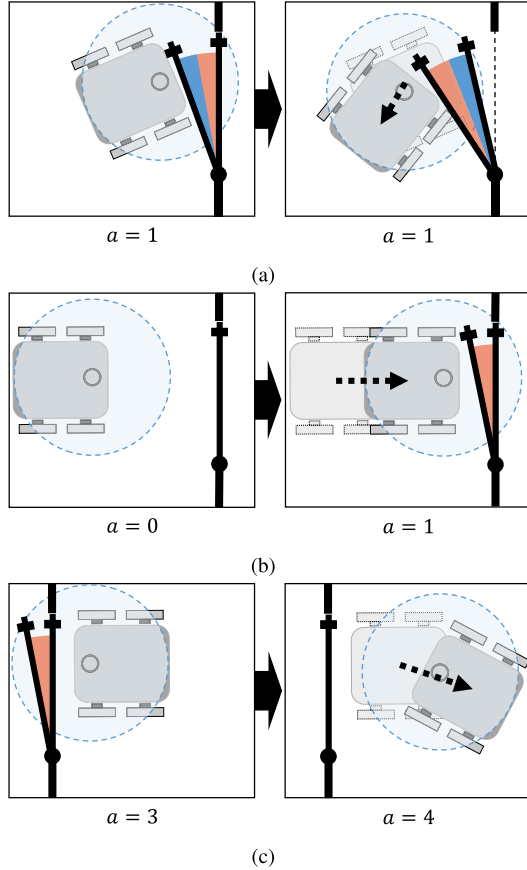 a = 1 a = 1
(a)
a = 0 a = 1
(b)
a = 3 a = 4
(c)